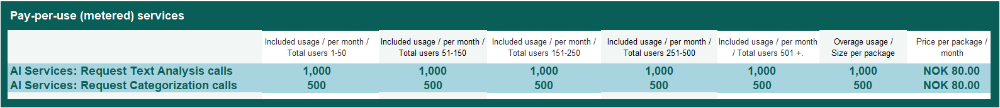 Pay-per-use (metered) services
Included usage / per month / Total users 1-50
Included usage / per month / Total users 51-150
Included usage / per month / Total users 151-250
Included usage / per month / Total users 251-500
Included usage / per month / Total users 501 +.
Overage usage / Size per package
Price per package / month
AI Services: Request Text Analysis calls 1,000 1,000 1,000 1,000 1,000 1,000 NOK 80.00
AI Services: Request Categorization calls 500 500 500 500 500 500 NOK 80.00